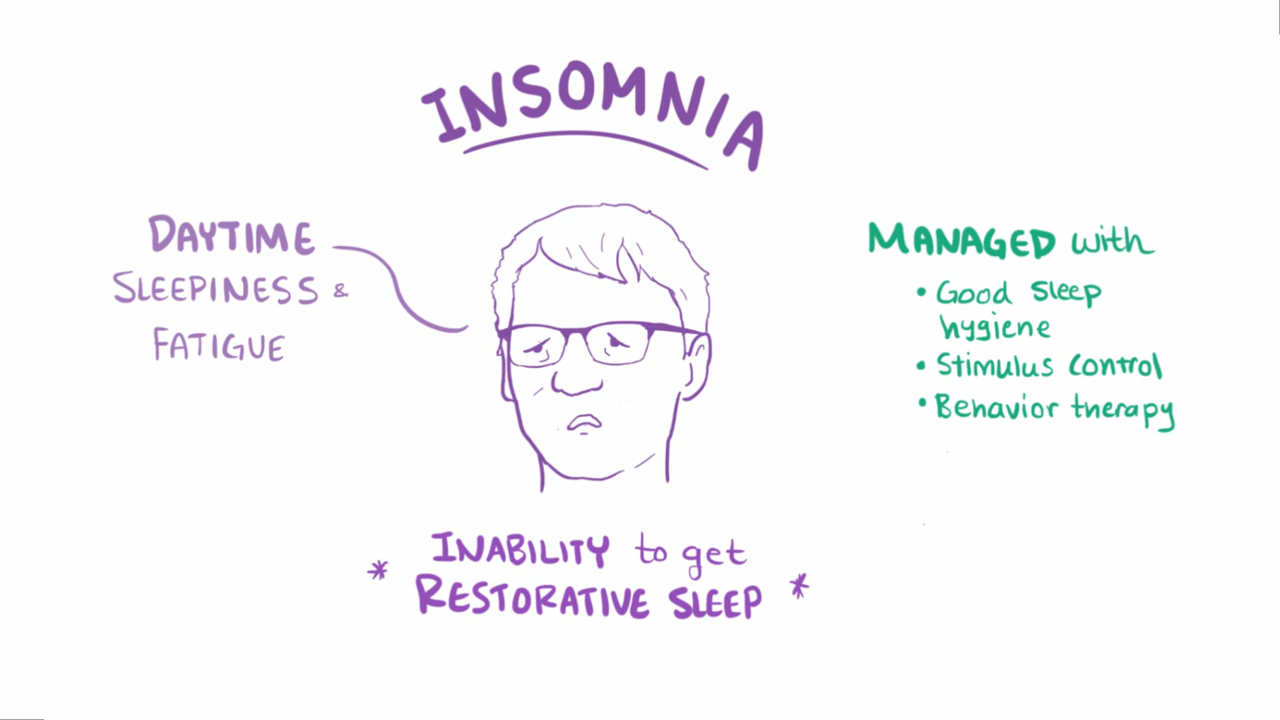 INSOMNIA
DAYTIME
SLEEPINESS &
FATIGUE
MANAGED with
• Good sleep
hygiene
• Stimulus control
• Behavior therapy
* INABILITY to get
RESTORATIVE SLEEP *